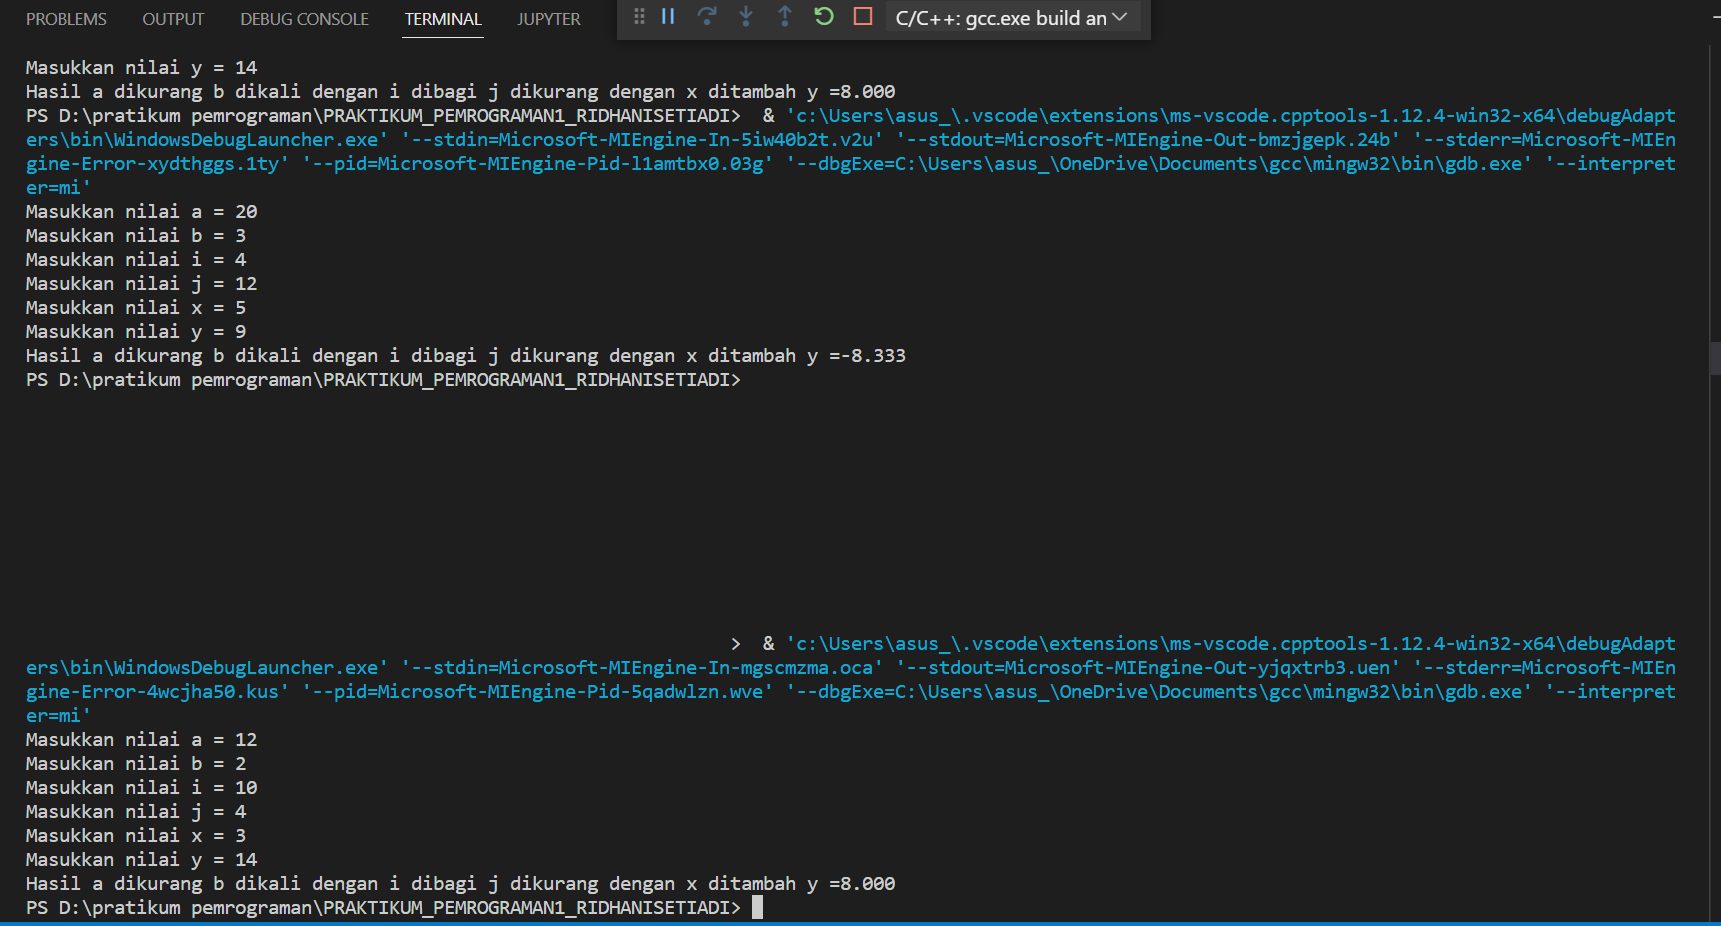 PROBLEMS OUTPUT DEBUG CONSOLE TERMINAL JUPYTER C/C++: gcc.exe build an
Masukkan nilai y = 14
Hasil a dikurang b dikali dengan i dibagi j dikurang dengan x ditambah y =8.000
PS D:\pratikum pemrograman\PRAKTIKUM_PEMROGRAMAN1_RIDHANISETIADI>  & 'c:\Users\asus_\.vscode\extensions\ms-vscode.cpptools-1.12.4-win32-x64\debugAdapt
ers\bin\WindowsDebugLauncher.exe' '--stdin=Microsoft-MIEngine-In-5iw40b2t.v2u' '--stdout=Microsoft-MIEngine-Out-bmzjgepk.24b' '--stderr=Microsoft-MIEn
gine-Error-xydthggs.1ty' '--pid=Microsoft-MIEngine-Pid-l1amtbx0.03g' '--dbgExe=C:\Users\asus_\OneDrive\Documents\gcc\mingw32\bin\gdb.exe' '--interpret
er=mi'
Masukkan nilai a = 20
Masukkan nilai b = 3
Masukkan nilai i = 4
Masukkan nilai j = 12
Masukkan nilai x = 5
Masukkan nilai y = 9
Hasil a dikurang b dikali dengan i dibagi j dikurang dengan x ditambah y =-8.333
PS D:\pratikum pemrograman\PRAKTIKUM_PEMROGRAMAN1_RIDHANISETIADI>
>  & 'c:\Users\asus_\.vscode\extensions\ms-vscode.cpptools-1.12.4-win32-x64\debugAdapt
ers\bin\WindowsDebugLauncher.exe' '--stdin=Microsoft-MIEngine-In-mgscmzma.oca' '--stdout=Microsoft-MIEngine-Out-yjqxtrb3.uen' '--stderr=Microsoft-MIEn
gine-Error-4wcjha50.kus' '--pid=Microsoft-MIEngine-Pid-5qadwlzn.wve' '--dbgExe=C:\Users\asus_\OneDrive\Documents\gcc\mingw32\bin\gdb.exe' '--interpret
er=mi'
Masukkan nilai a = 12
Masukkan nilai b = 2
Masukkan nilai i = 10
Masukkan nilai j = 4
Masukkan nilai x = 3
Masukkan nilai y = 14
Hasil a dikurang b dikali dengan i dibagi j dikurang dengan x ditambah y =8.000
PS D:\pratikum pemrograman\PRAKTIKUM_PEMROGRAMAN1_RIDHANISETIADI>